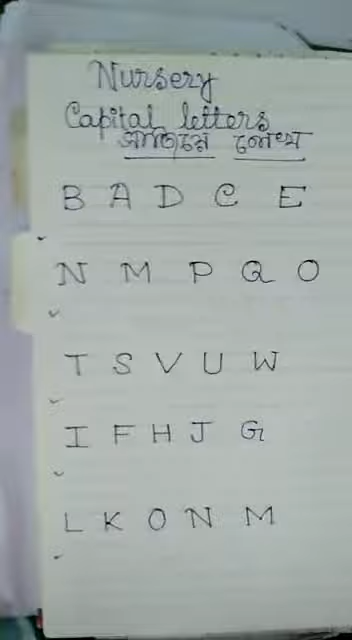 Nursery
Capital letters
সাজিয়ে লেখ
B A D C E
N M P Q O
T S V U W
I F H J G
L K O N M